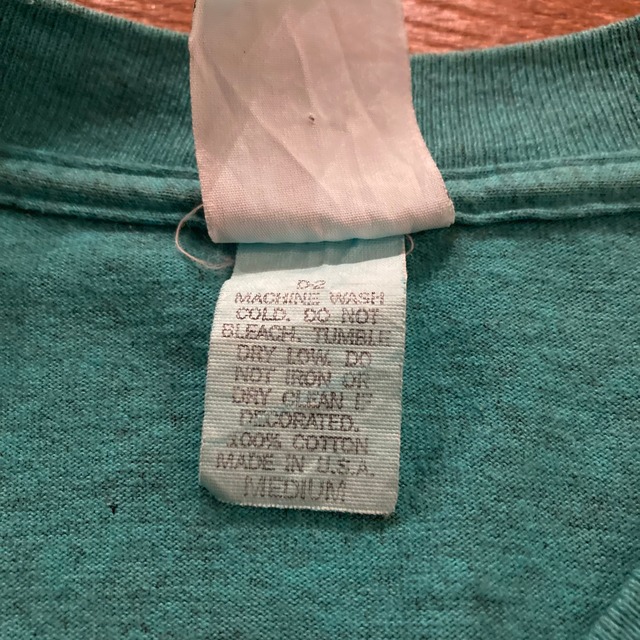 D-2
MACHINE WASH
COLD. DO NOT
BLEACH. TUMBLE
DRY LOW. DO
NOT IRON OR
DRY CLEAN IF
DECORATED.
100% COTTON
MADE IN U.S.A.
MEDIUM